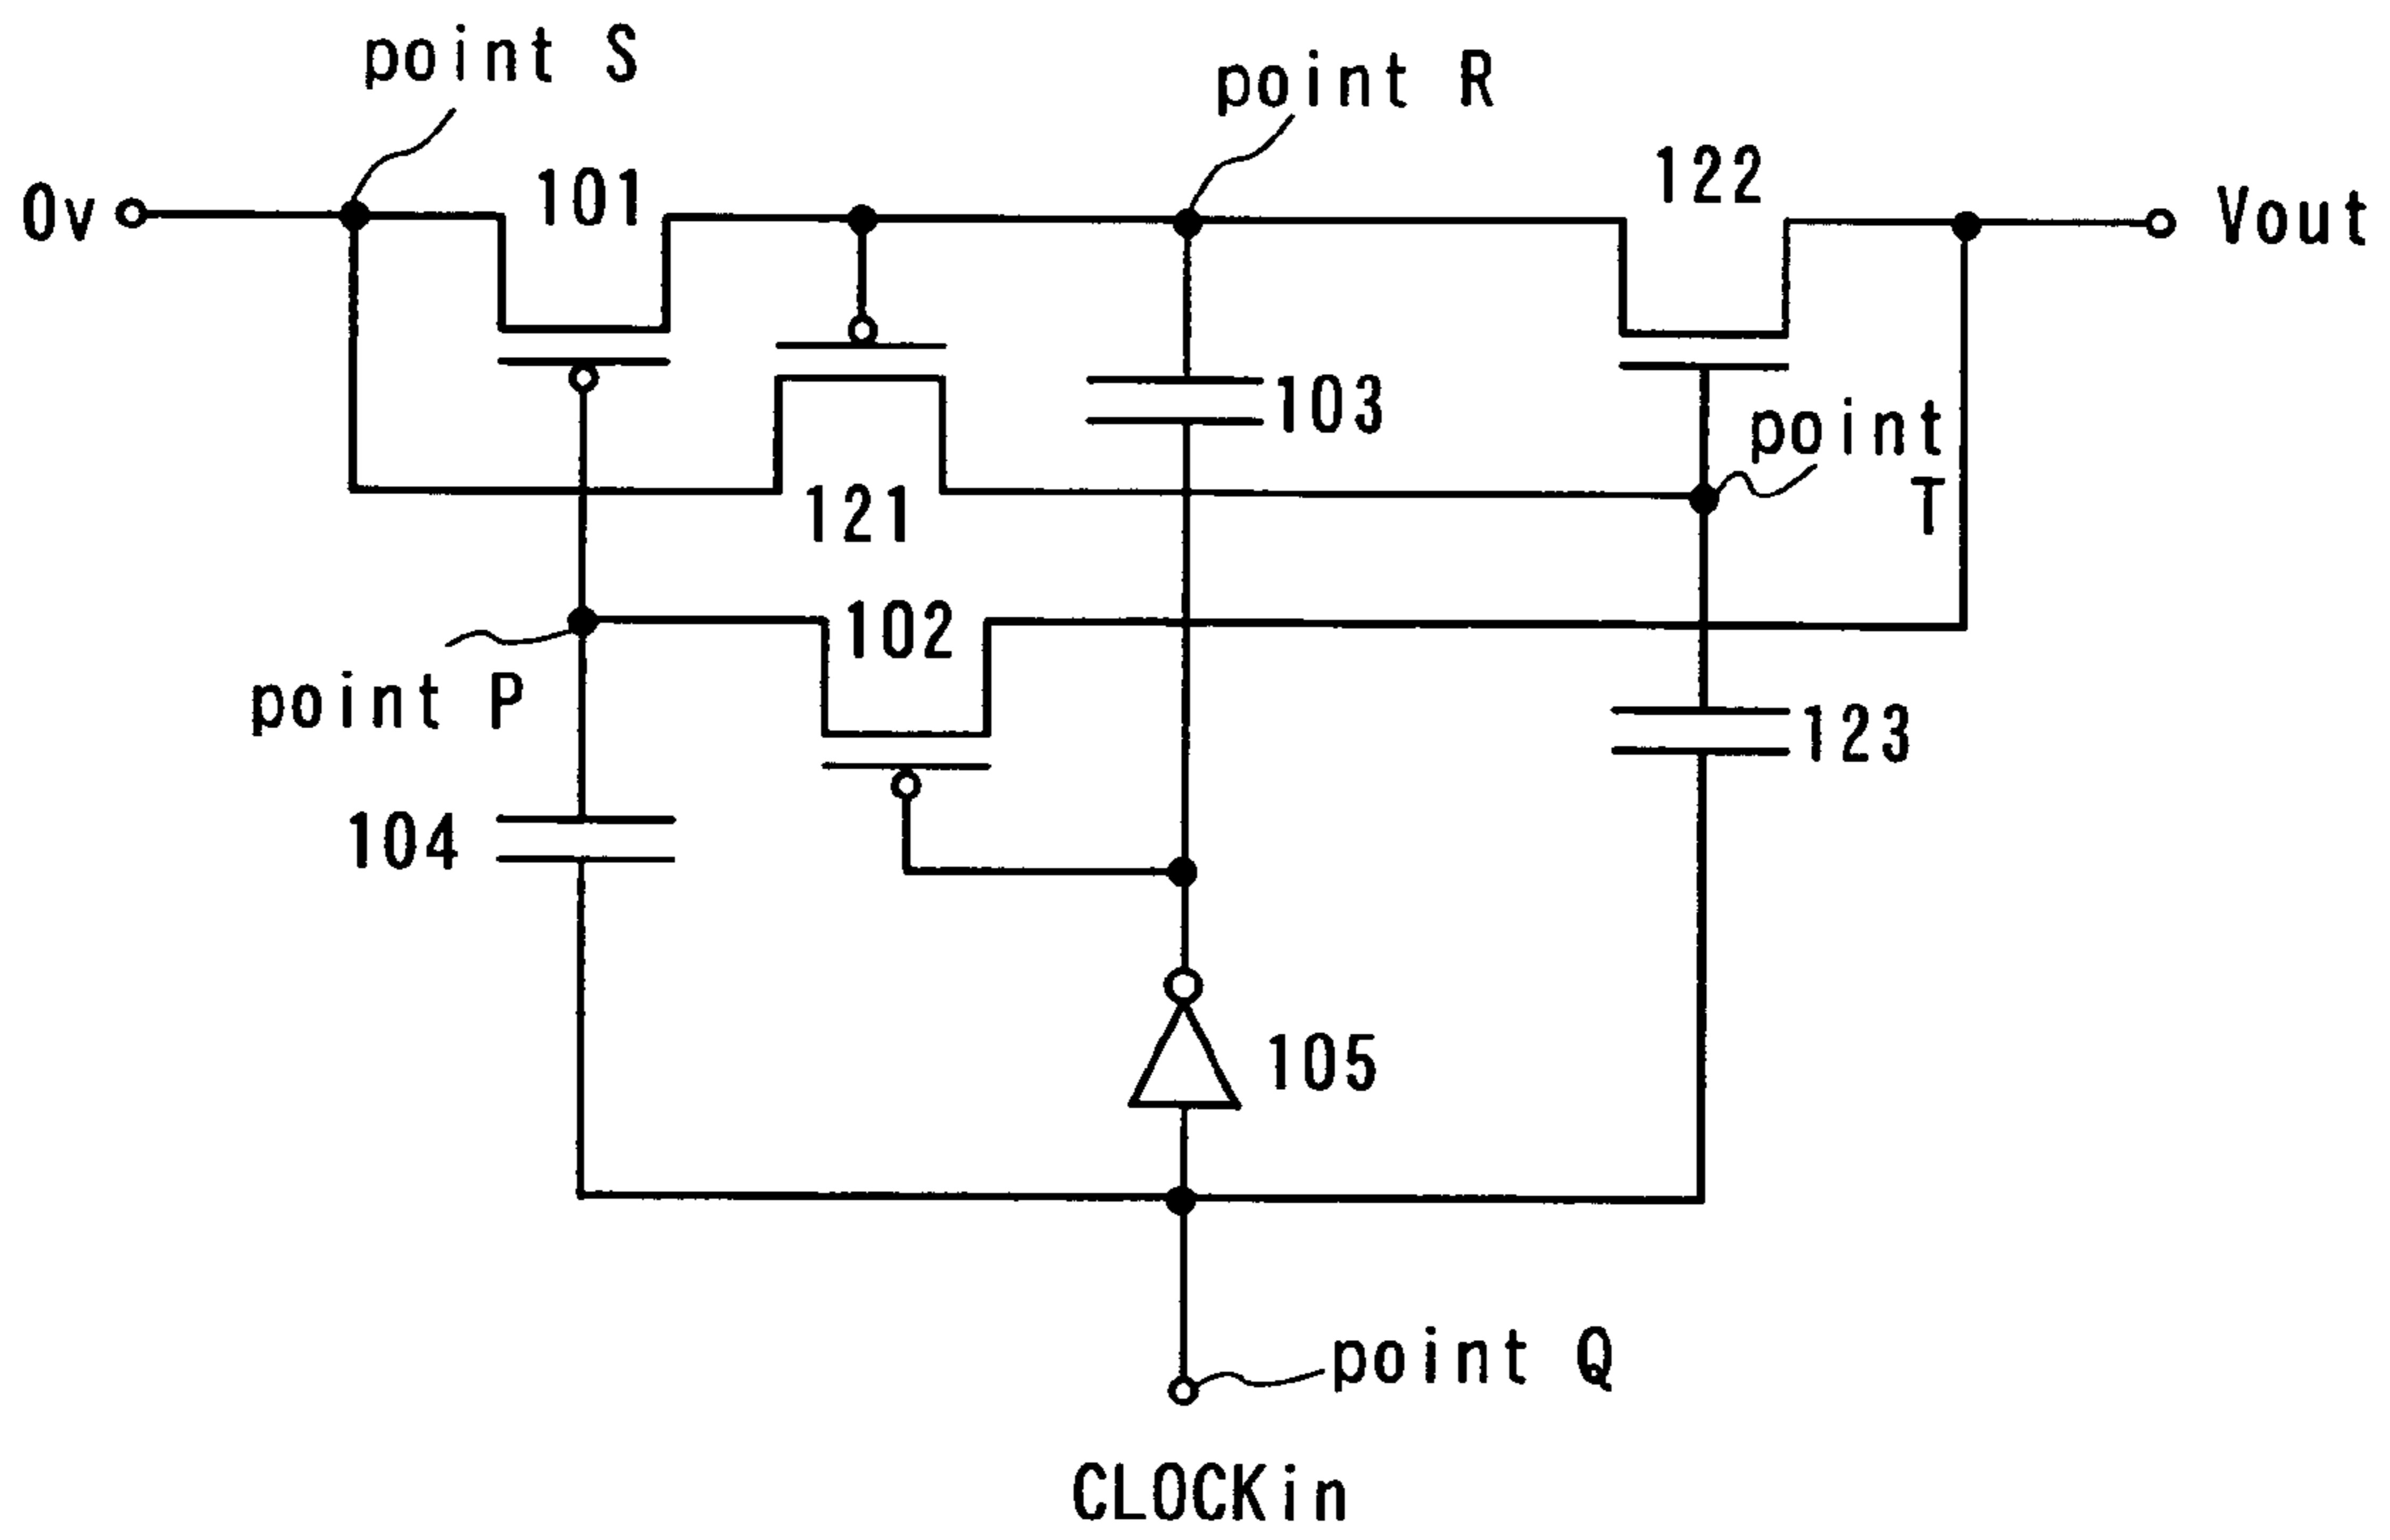 point S
point R
0v
101
122
Vout
103
point
T
121
102
point P
123
104
105
point Q
CLOCKin